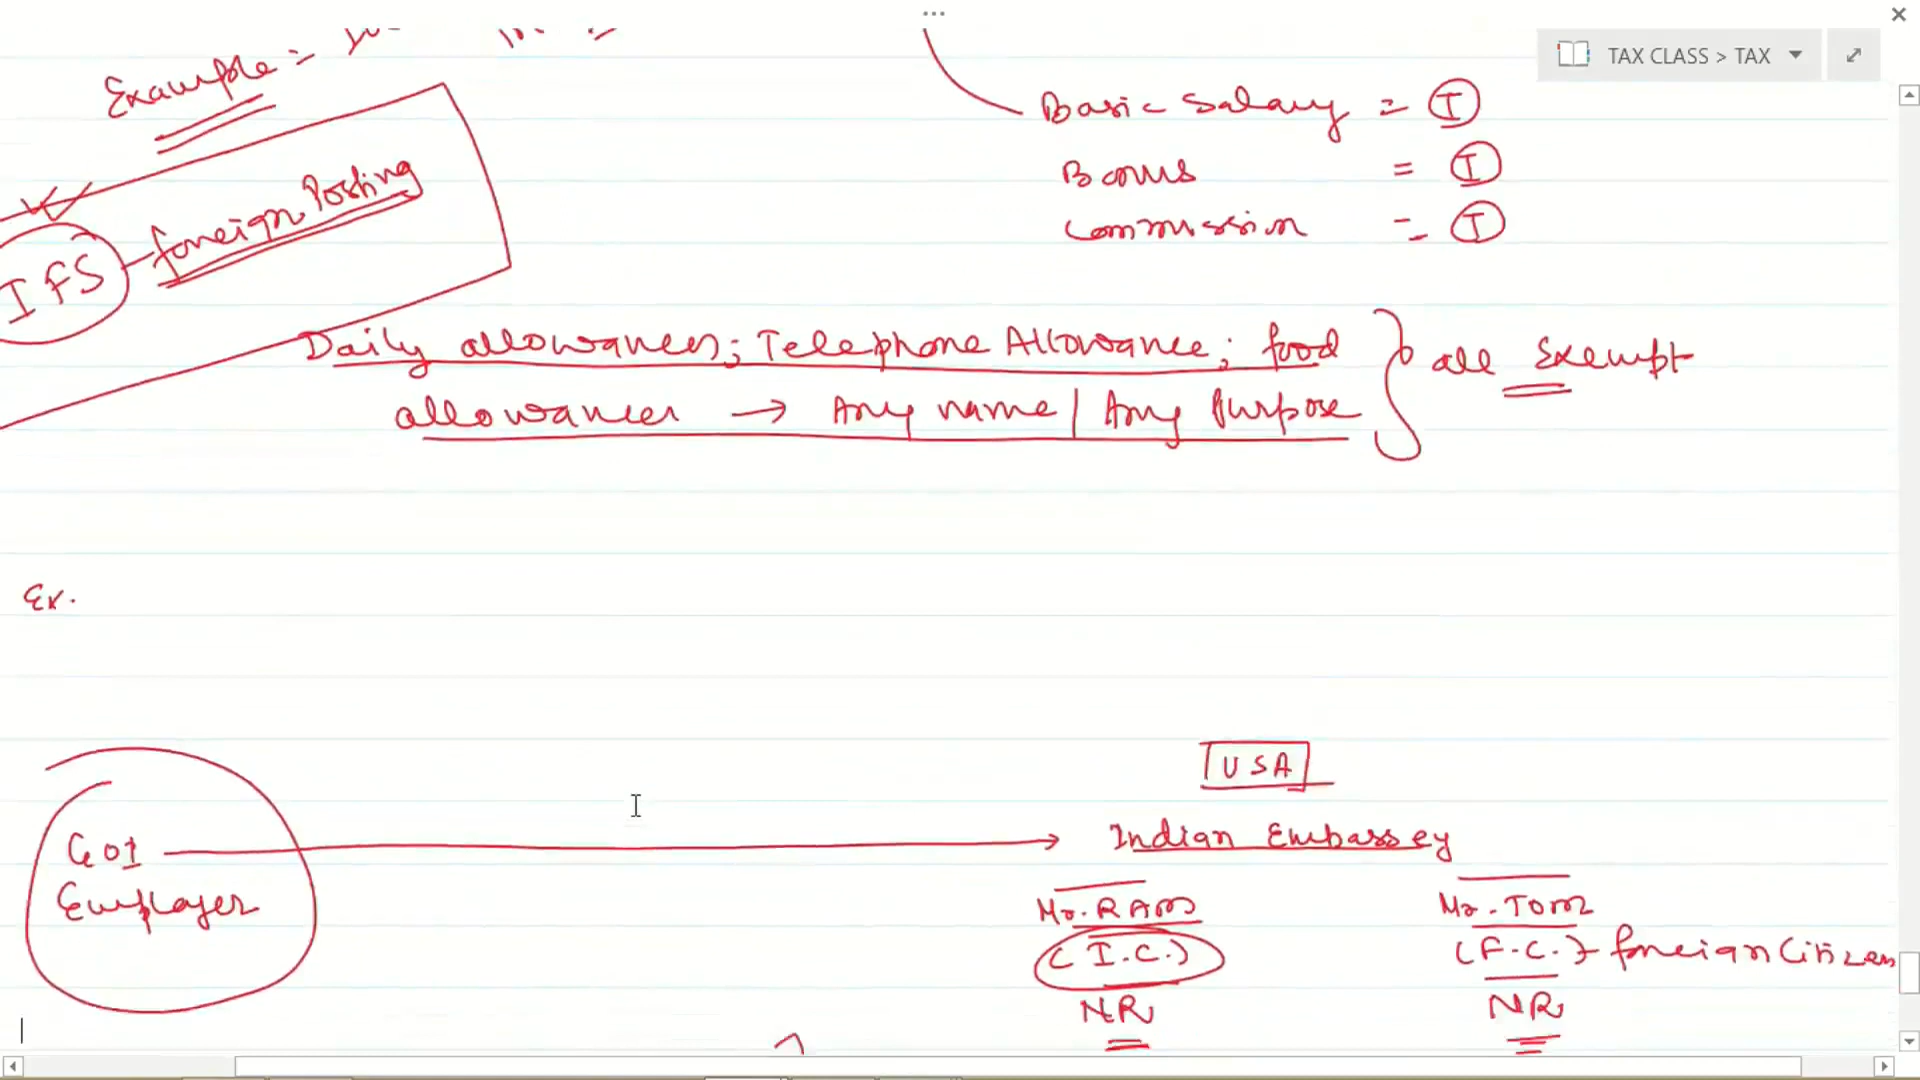 TAX CLASS > TAX
Example =
Basic Salary = I
Bonus = I
Commission = I
IFS - foreign Posting
Daily allowances; Telephone Allowance; food
allowances → Any name | Any Purpose
all Exempt
Ex.
USA
GOI
Employer
Indian Embassey
Mr. RAM
(I.C.)
NR
Mr. TOM
(F.C.) - foreign Citizen
NR